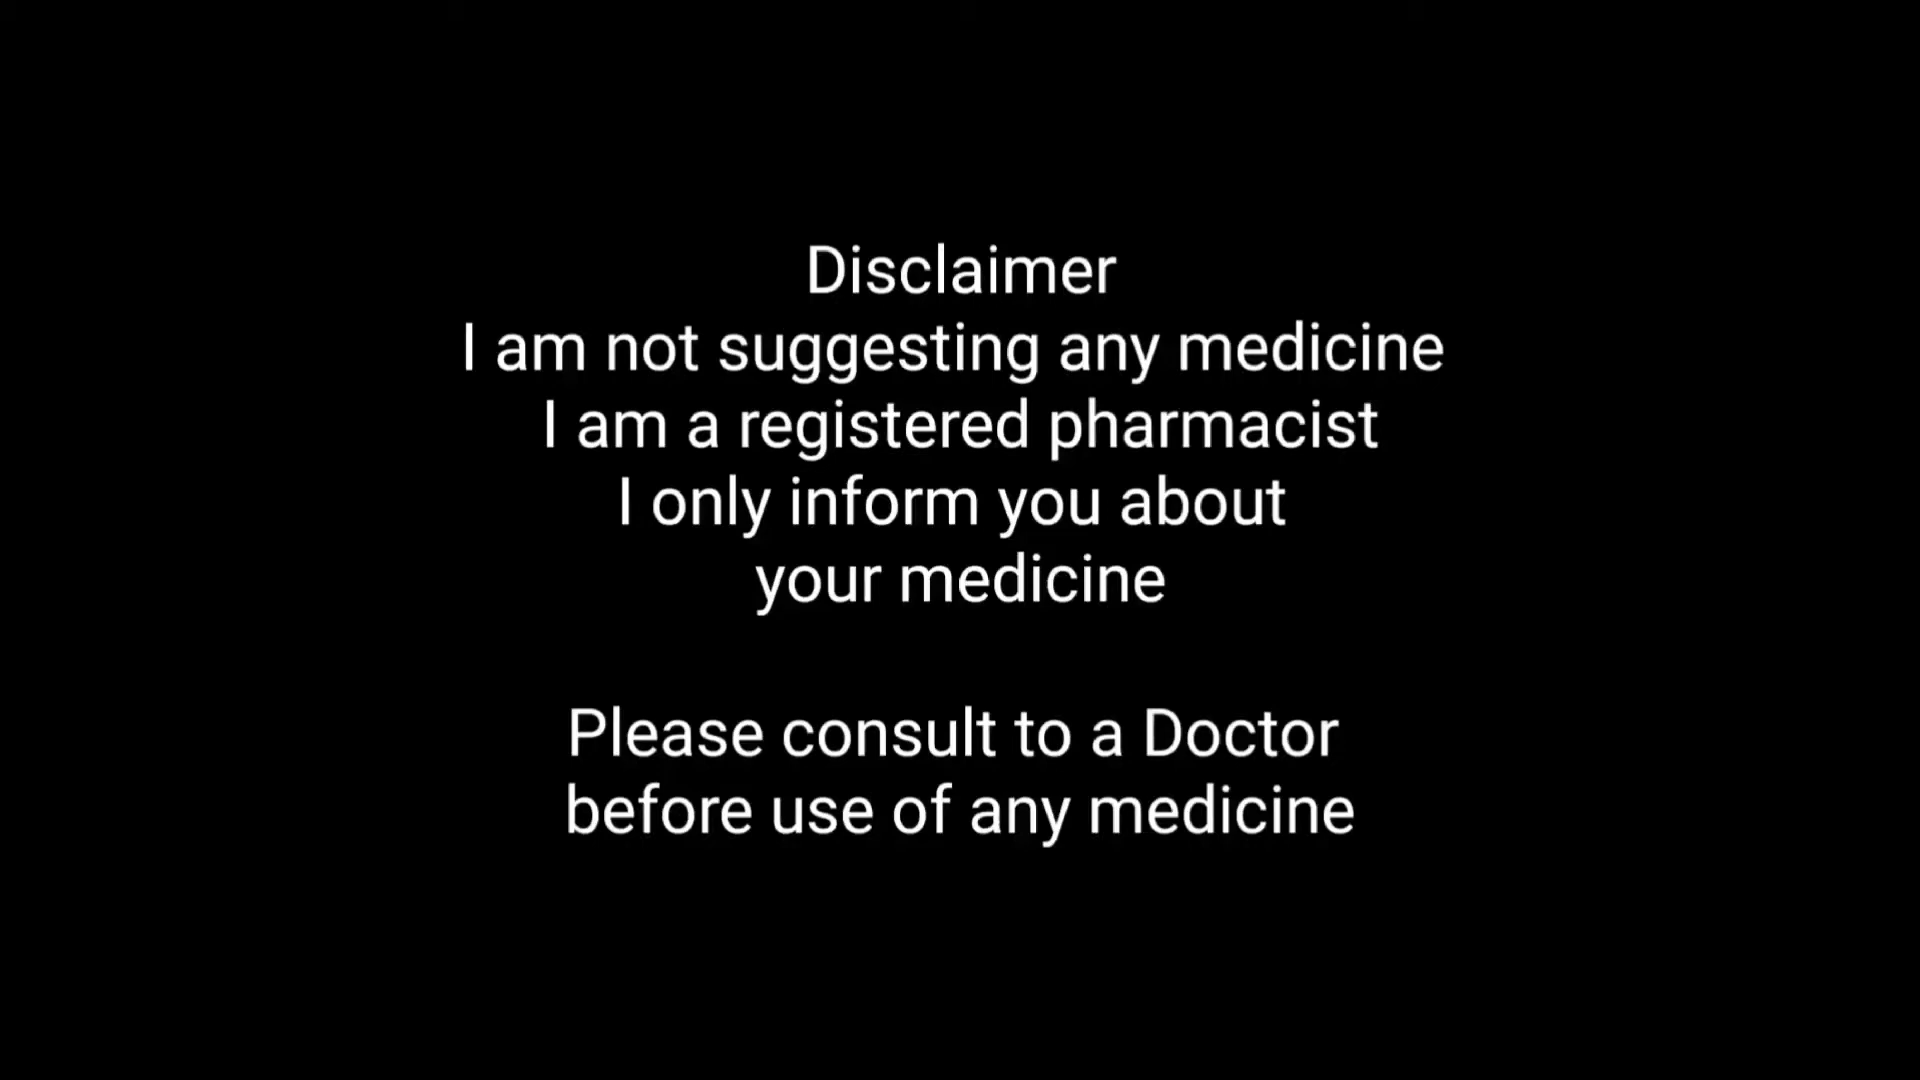 Disclaimer
I am not suggesting any medicine
I am a registered pharmacist
I only inform you about
your medicine
Please consult to a Doctor
before use of any medicine